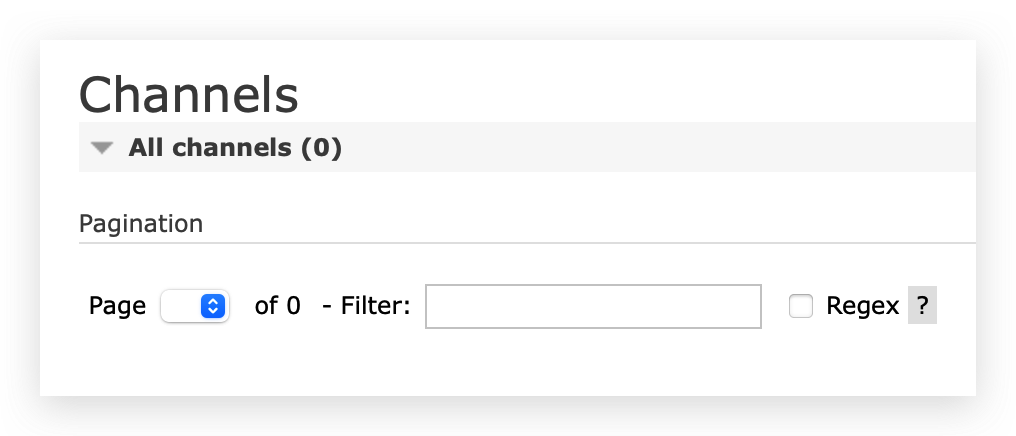 Channels
All channels (0)
Pagination
Page of 0 - Filter: Regex ?